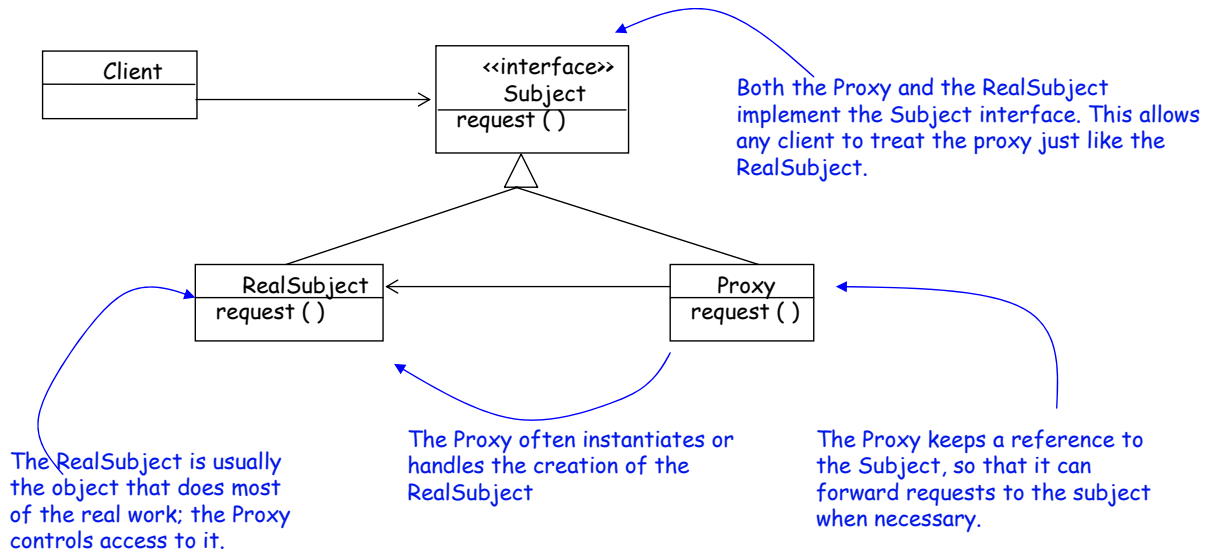 Client
<<interface>>
Subject
request ( )
Both the Proxy and the RealSubject
implement the Subject interface. This allows
any client to treat the proxy just like the
RealSubject.
RealSubject
request ( )
Proxy
request ( )
The RealSubject is usually
the object that does most
of the real work; the Proxy
controls access to it.
The Proxy often instantiates or
handles the creation of the
RealSubject
The Proxy keeps a reference to
the Subject, so that it can
forward requests to the subject
when necessary.